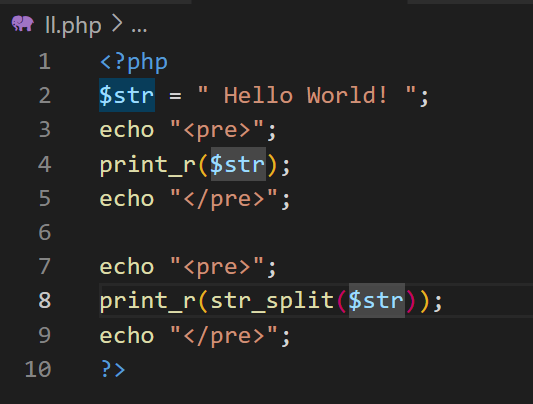 ll.php > ...
1 <?php
2 $str = " Hello World! ";
3 echo "<pre>";
4 print_r($str);
5 echo "</pre>";
6
7 echo "<pre>";
8 print_r(str_split($str));
9 echo "</pre>";
10 ?>